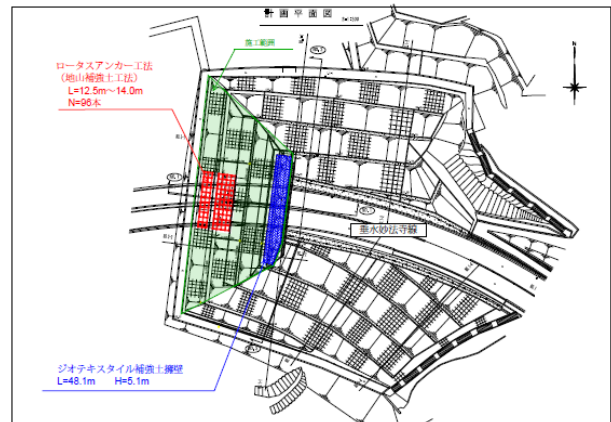 計画平面図
施工範囲
ロータスアンカー工法
(地山補強土工法)
L=12.5m～14.0m
N=96本
垂水妙法寺線
ジオテキスタイル補強土擁壁
L=48.1m H=5.1m